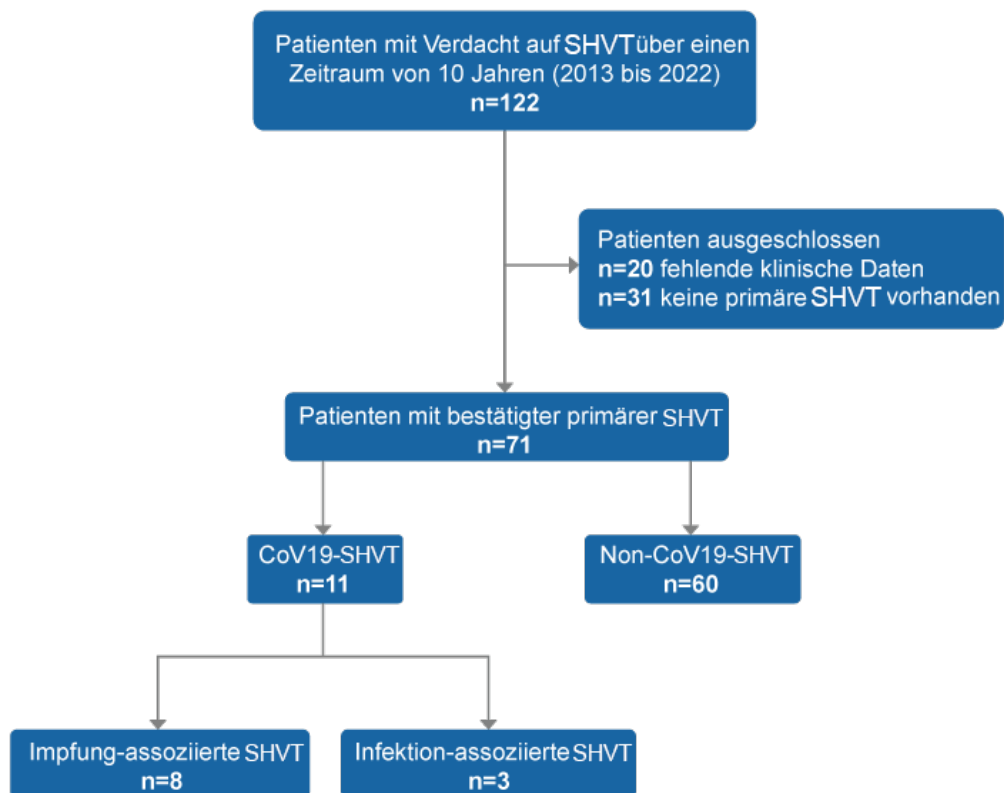 Patienten mit Verdacht auf SHVT über einen
Zeitraum von 10 Jahren (2013 bis 2022)
n=122
Patienten ausgeschlossen
n=20 fehlende klinische Daten
n=31 keine primäre SHVT vorhanden
Patienten mit bestätigter primärer SHVT
n=71
CoV19-SHVT
n=11
Non-CoV19-SHVT
n=60
Impfung-assoziierte SHVT
n=8
Infektion-assoziierte SHVT
n=3